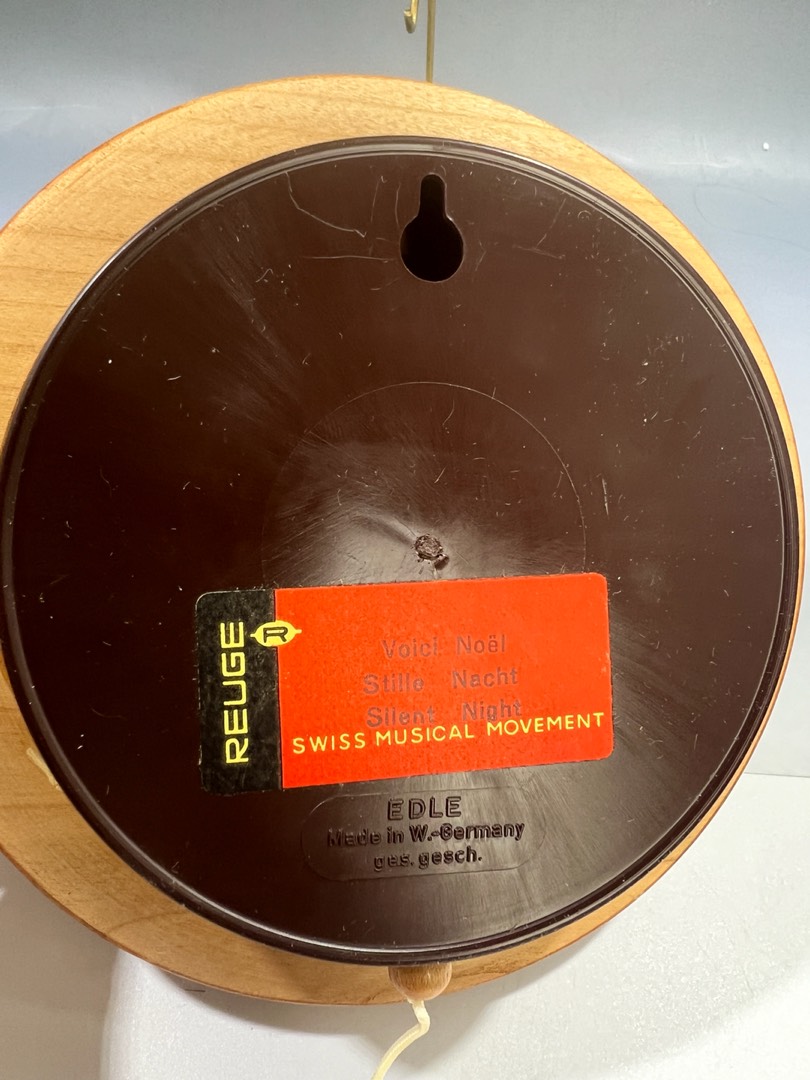 REUGE
R
Voici Noël
Stille Nacht
Silent Night
SWISS MUSICAL MOVEMENT
EDLE
Made in W.-Germany
ges. gesch.